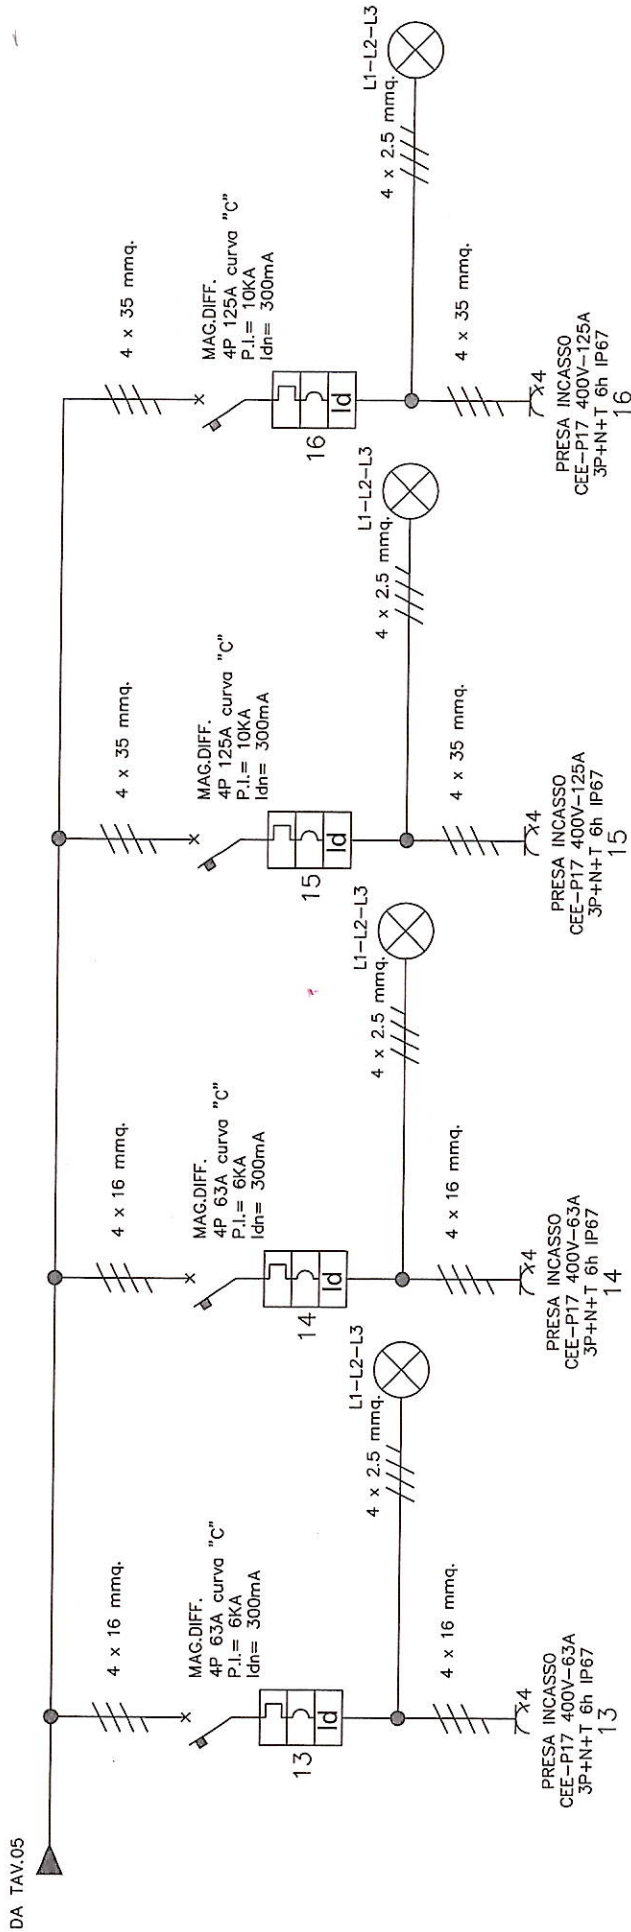 DA TAV.05
4 x 16 mmq.
MAG.DIFF.
4P 63A curva "C"
P.I.= 6KA
Idn= 300mA
Id
13
L1-L2-L3
4 x 2.5 mmq.
4 x 16 mmq.
x4
PRESA INCASSO
CEE-P17 400V-63A
3P+N+T 6h IP67
13
4 x 16 mmq.
MAG.DIFF.
4P 63A curva "C"
P.I.= 6KA
Idn= 300mA
Id
14
L1-L2-L3
4 x 2.5 mmq.
4 x 16 mmq.
x4
PRESA INCASSO
CEE-P17 400V-63A
3P+N+T 6h IP67
14
4 x 35 mmq.
MAG.DIFF.
4P 125A curva "C"
P.I.= 10KA
Idn= 300mA
Id
15
L1-L2-L3
4 x 2.5 mmq.
4 x 35 mmq.
x4
PRESA INCASSO
CEE-P17 400V-125A
3P+N+T 6h IP67
15
4 x 35 mmq.
MAG.DIFF.
4P 125A curva "C"
P.I.= 10KA
Idn= 300mA
Id
16
L1-L2-L3
4 x 2.5 mmq.
4 x 35 mmq.
x4
PRESA INCASSO
CEE-P17 400V-125A
3P+N+T 6h IP67
16